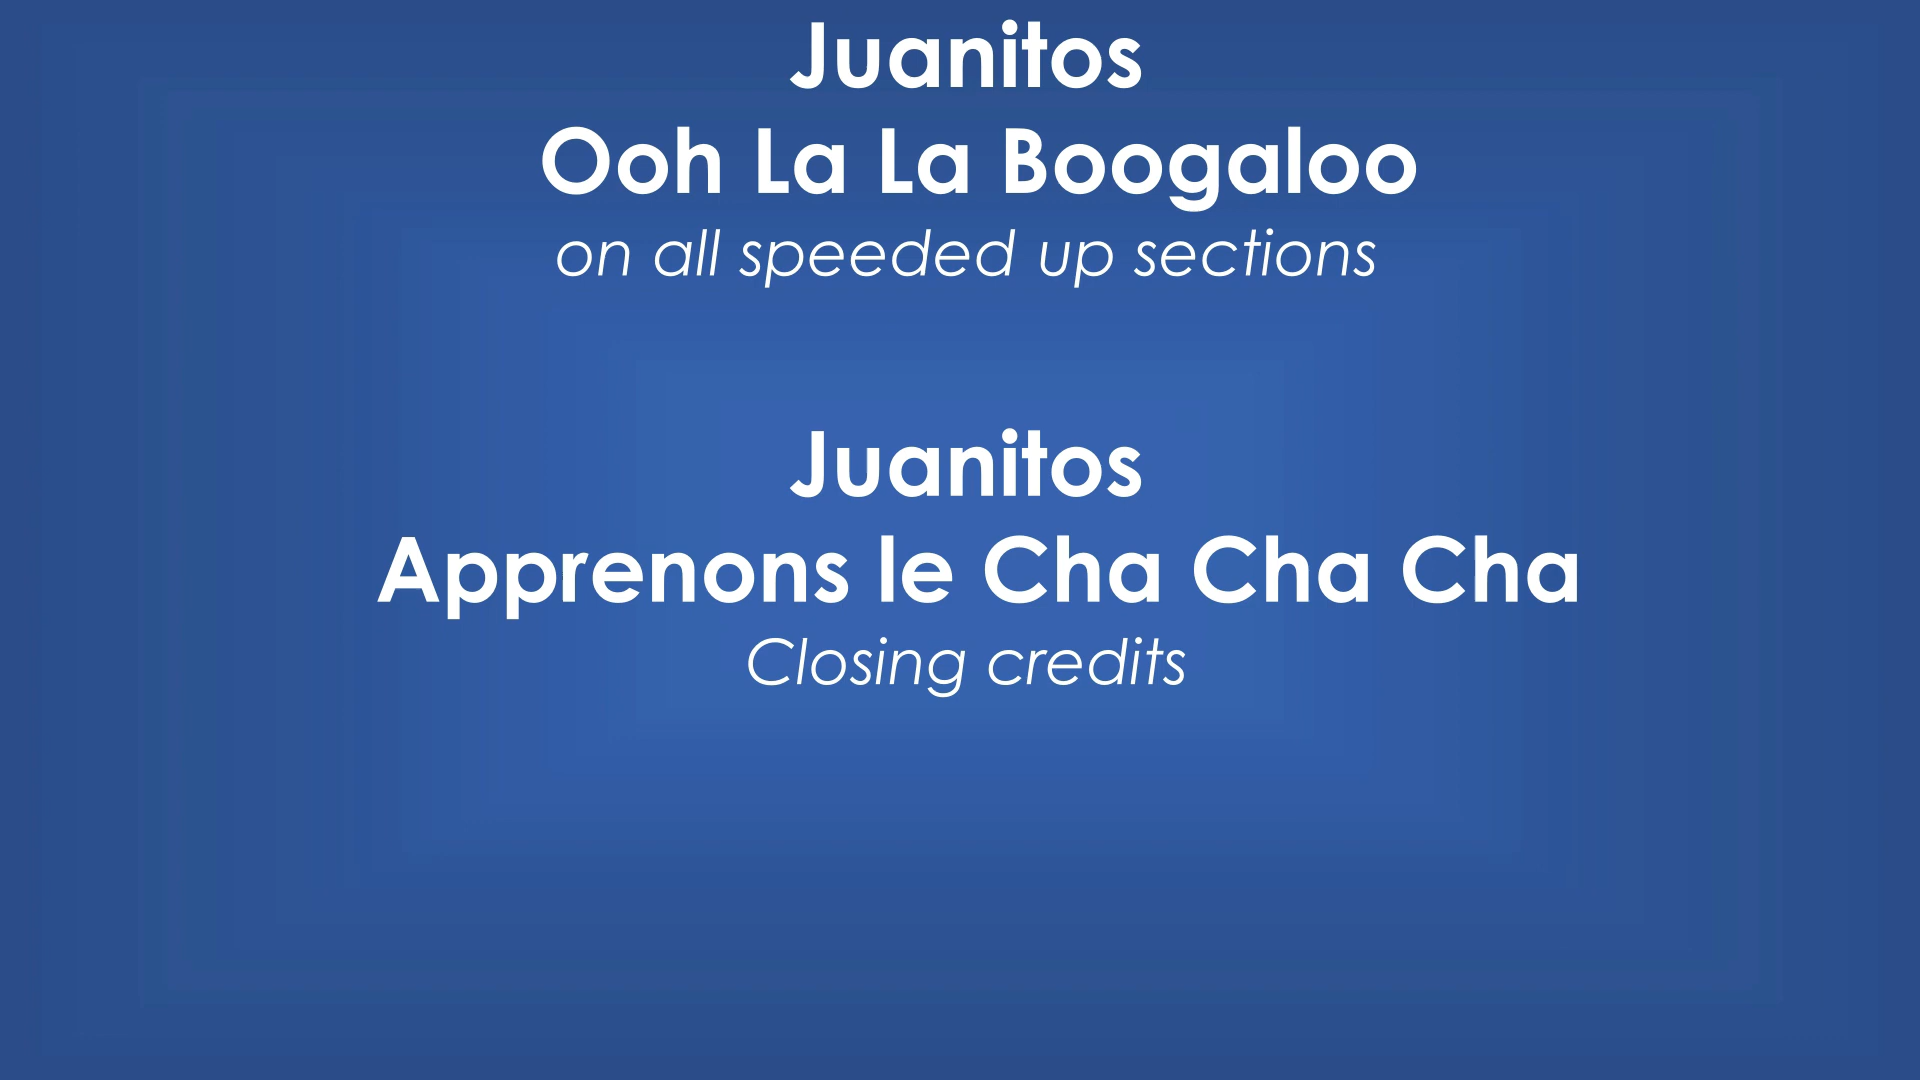 Juanitos
Ooh La La Boogaloo
on all speeded up sections
Juanitos
Apprenons le Cha Cha Cha
Closing credits